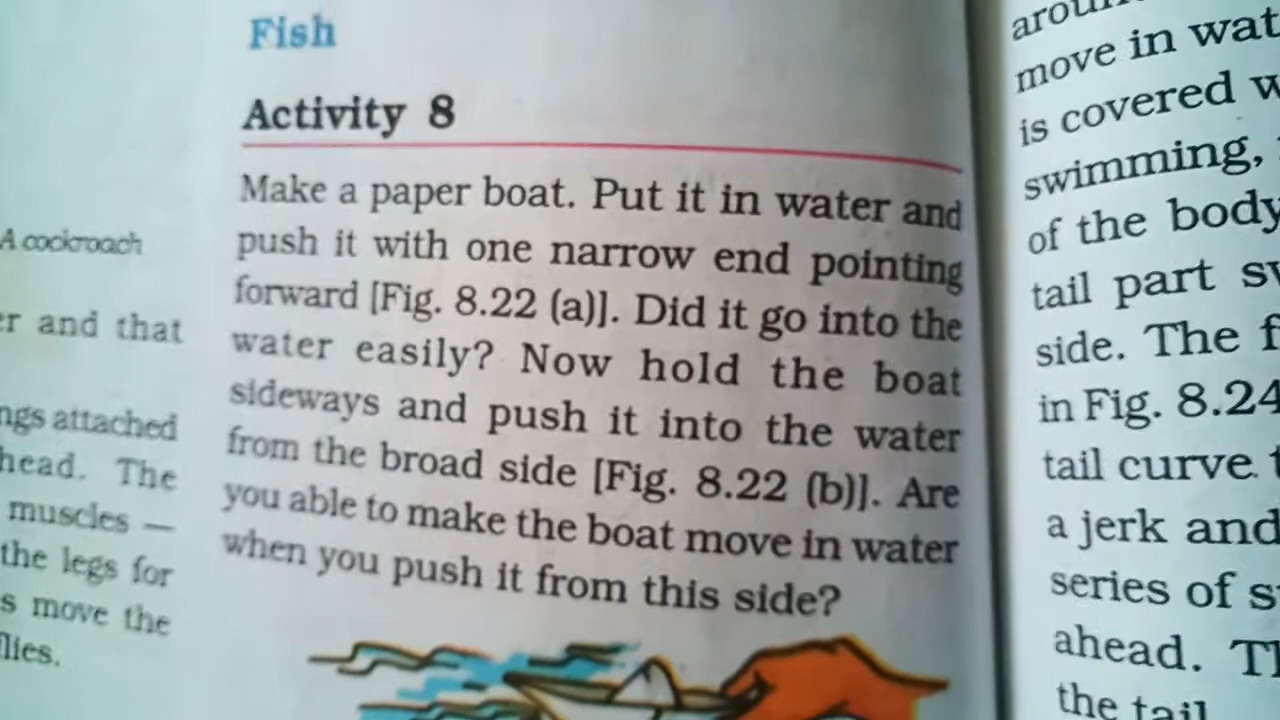 A cockroach
er and that
ngs attached
head. The
muscles —
the legs for
s move the
flies.
Fish
Activity 8
Make a paper boat. Put it in water and
push it with one narrow end pointing
forward [Fig. 8.22 (a)]. Did it go into the
water easily? Now hold the boat
sideways and push it into the water
from the broad side [Fig. 8.22 (b)]. Are
you able to make the boat move in water
when you push it from this side?
move in wat
is covered w
swimming,
of the body
tail part sw
side. The f
in Fig. 8.24
tail curve t
a jerk and
series of s
ahead. Th
the tail